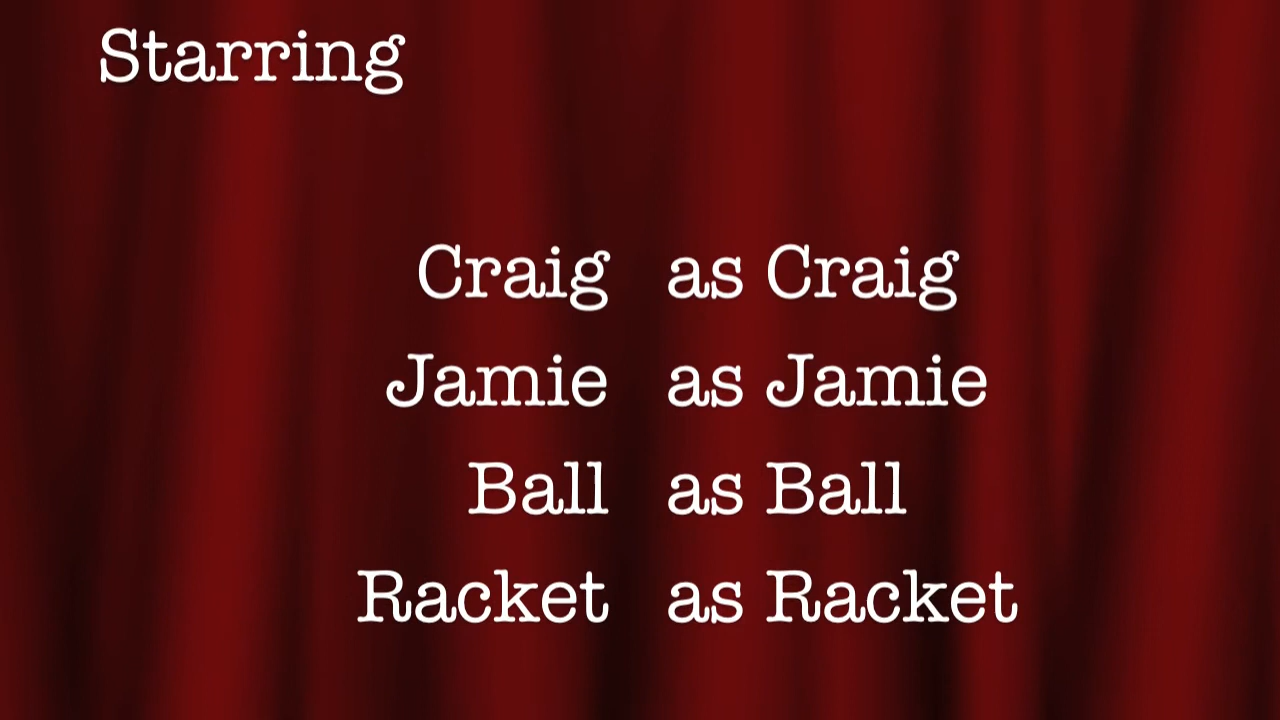 Starring
Craig as Craig
Jamie as Jamie
Ball as Ball
Racket as Racket